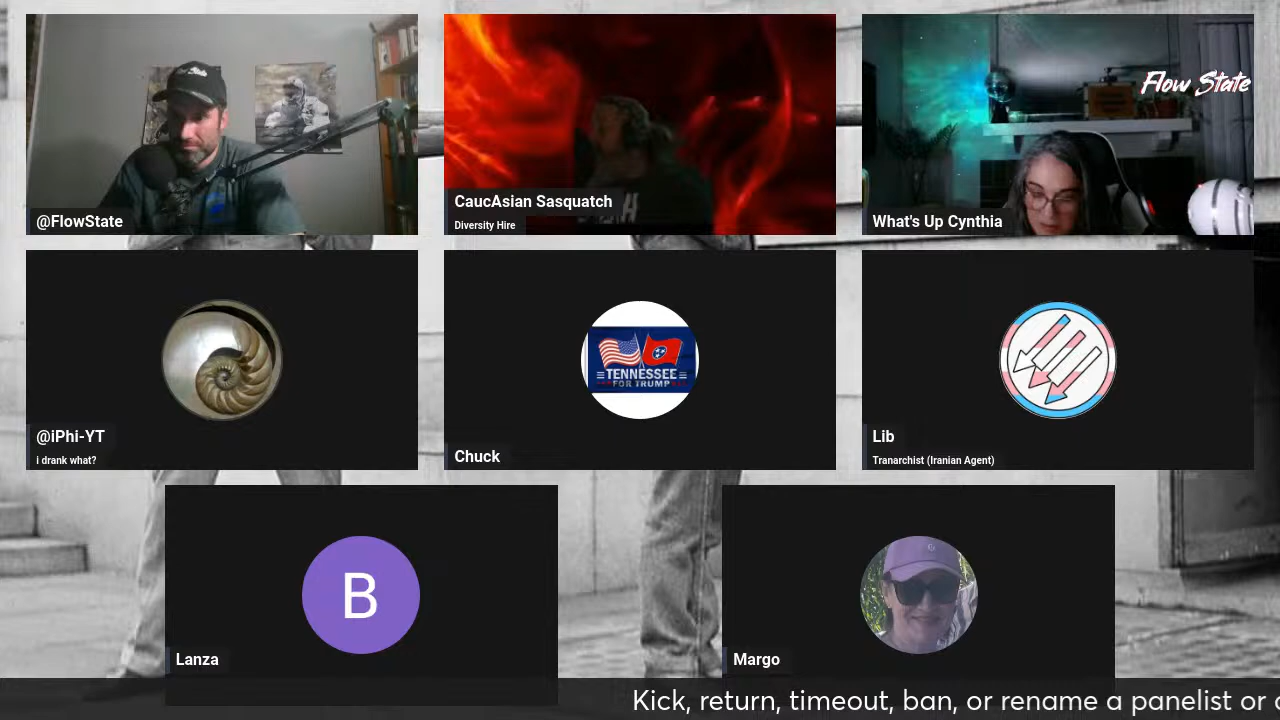 Flow State
@FlowState
CaucAsian Sasquatch
Diversity Hire
What's Up Cynthia
TENNESSEE
FOR TRUMP
@iPhi-YT
i drank what?
Chuck
Lib
Tranarchist (Iranian Agent)
B
Lanza
Margo
Kick, return, timeout, ban, or rename a panelist or